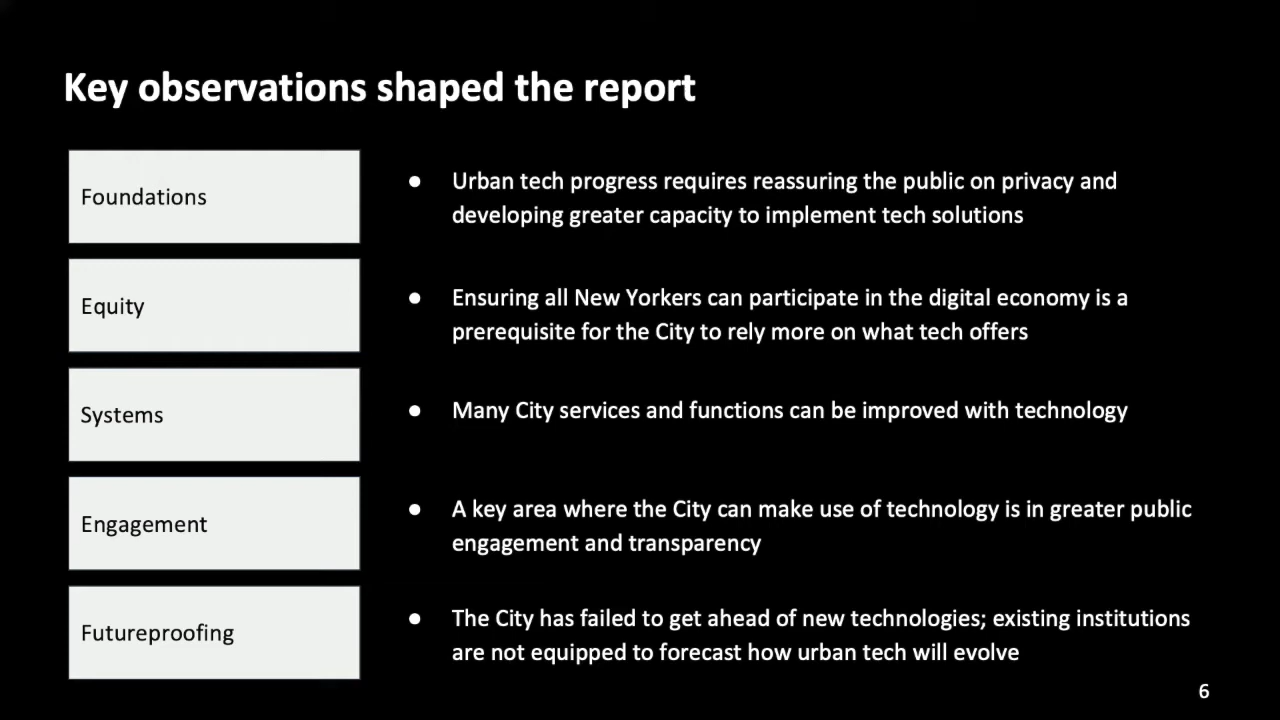 Key observations shaped the report
Foundations
Urban tech progress requires reassuring the public on privacy and
developing greater capacity to implement tech solutions
Equity
Ensuring all New Yorkers can participate in the digital economy is a
prerequisite for the City to rely more on what tech offers
Systems
Many City services and functions can be improved with technology
Engagement
A key area where the City can make use of technology is in greater public
engagement and transparency
Futureproofing
The City has failed to get ahead of new technologies; existing institutions
are not equipped to forecast how urban tech will evolve
6